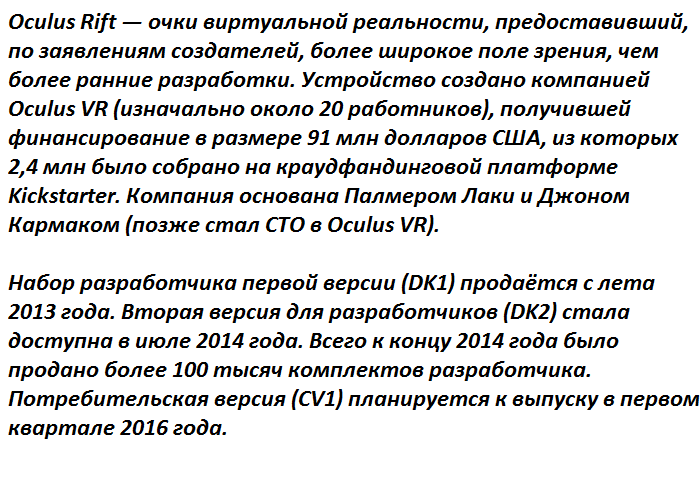 Oculus Rift — очки виртуальной реальности, предоставивший,
по заявлениям создателей, более широкое поле зрения, чем
более ранние разработки. Устройство создано компанией
Oculus VR (изначально около 20 работников), получившей
финансирование в размере 91 млн долларов США, из которых
2,4 млн было собрано на краудфандинговой платформе
Kickstarter. Компания основана Палмером Лаки и Джоном
Кармаком (позже стал CTO в Oculus VR).
Набор разработчика первой версии (DK1) продаётся с лета
2013 года. Вторая версия для разработчиков (DK2) стала
доступна в июле 2014 года. Всего к концу 2014 года было
продано более 100 тысяч комплектов разработчика.
Потребительская версия (CV1) планируется к выпуску в первом
квартале 2016 года.